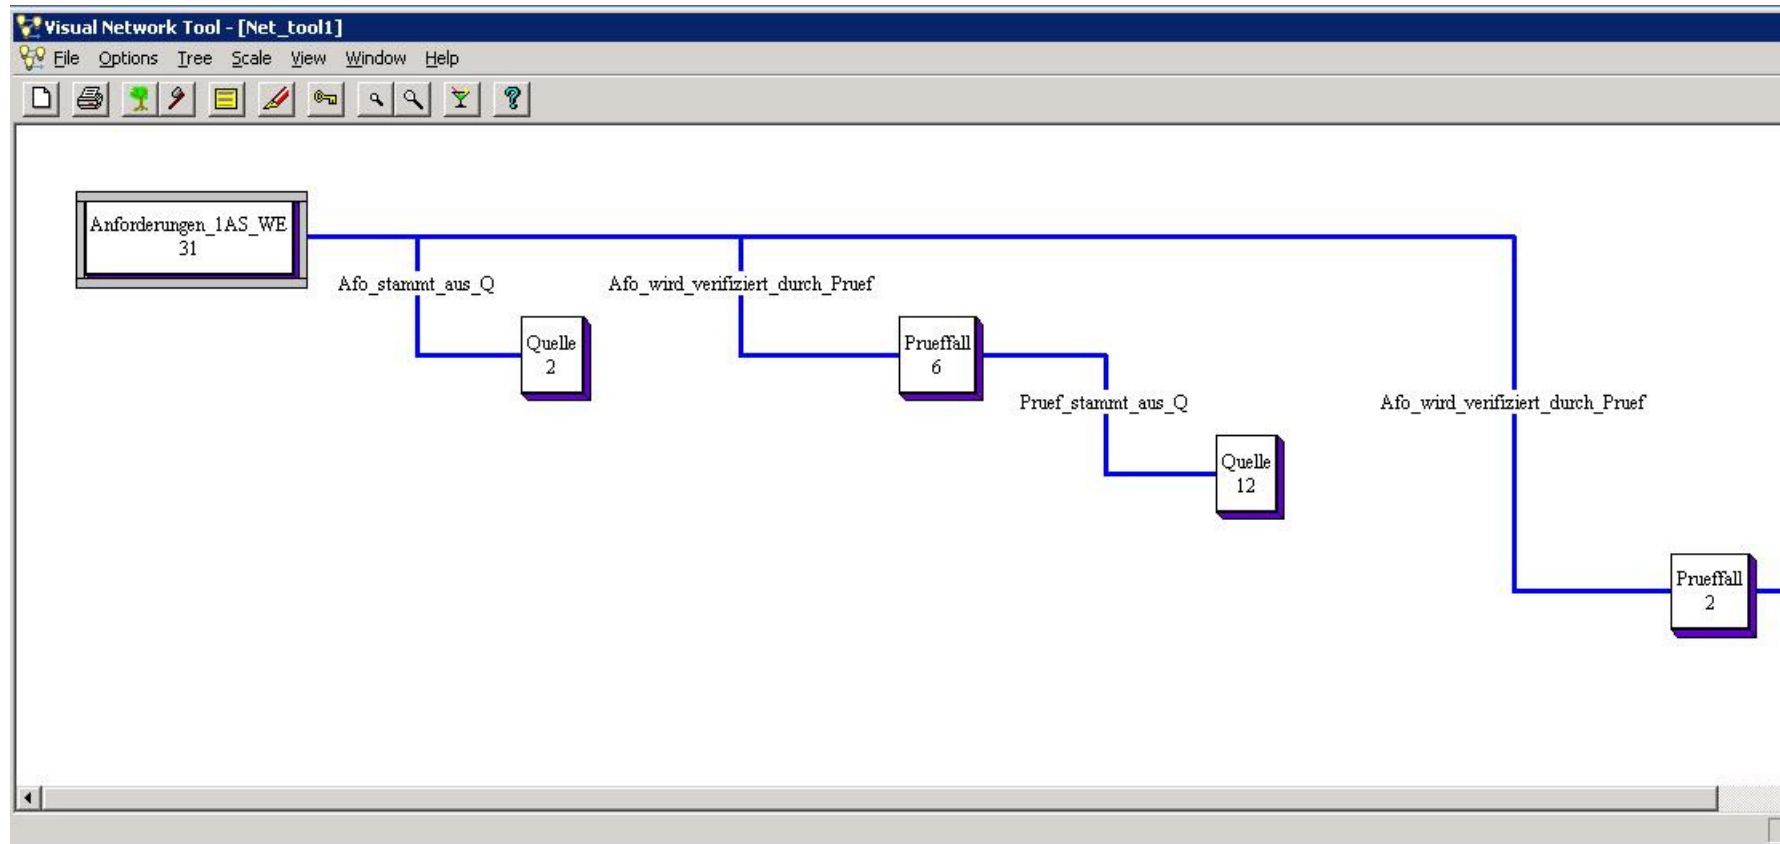 Visual Network Tool - [Net_tool1]
File Options Tree Scale View Window Help
Anforderungen_1AS_WE
31
Afo_stammt_aus_Q
Afo_wird_verifiziert_durch_Pruef
Quelle
2
Prueffall
6
Pruef_stammt_aus_Q
Afo_wird_verifiziert_durch_Pruef
Quelle
12
Prueffall
2